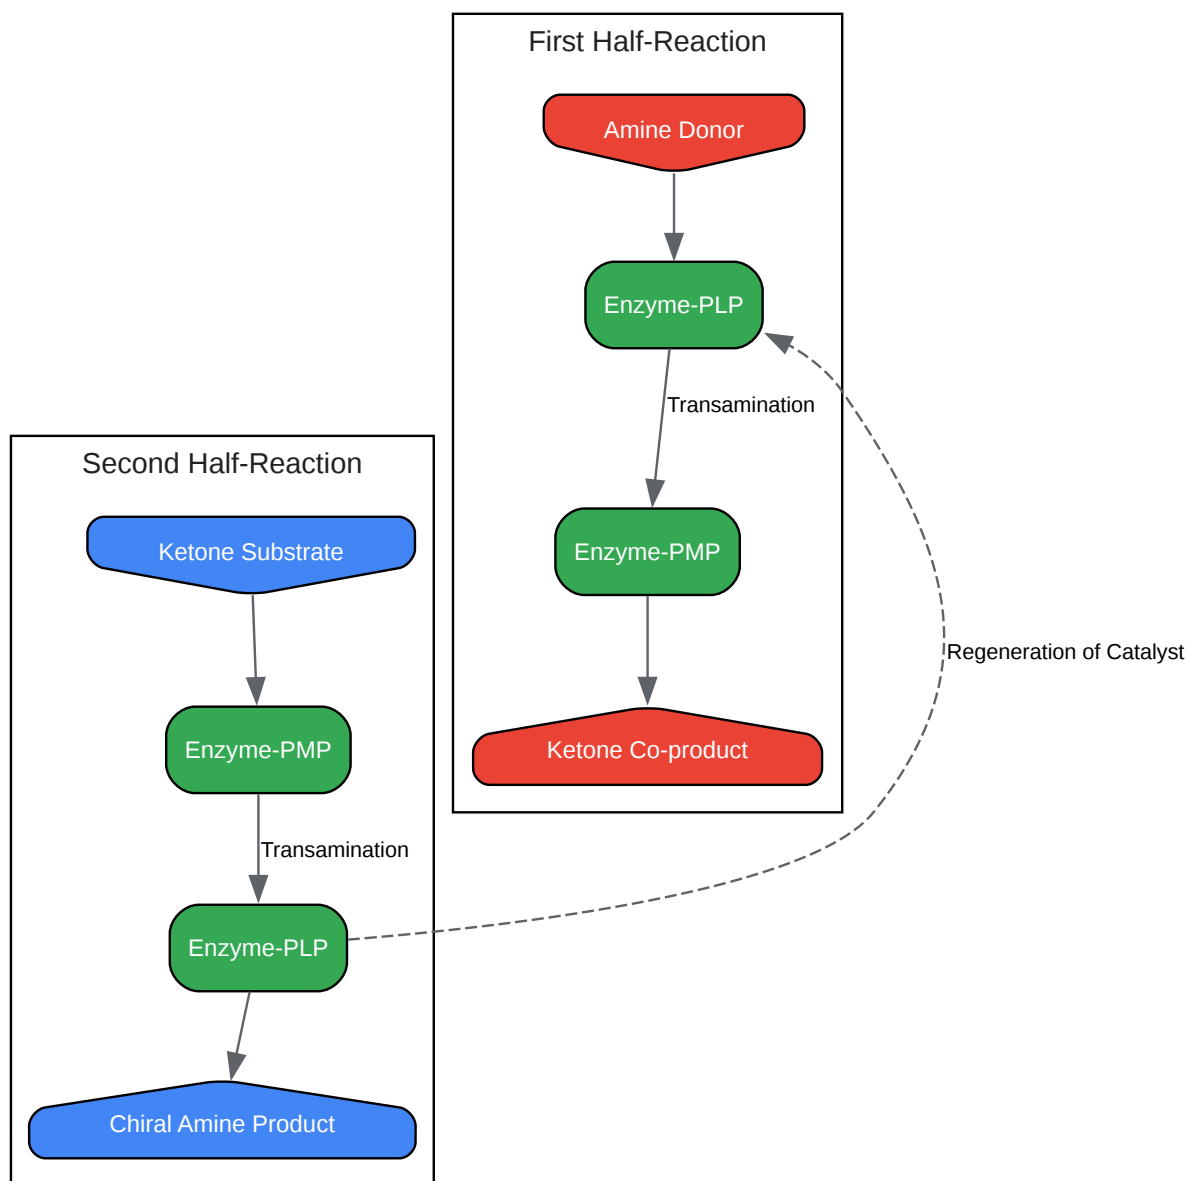 First Half-Reaction
Amine Donor
Enzyme-PLP
Transamination
Enzyme-PMP
Ketone Co-product
Regeneration of Catalyst
Second Half-Reaction
Ketone Substrate
Enzyme-PMP
Transamination
Enzyme-PLP
Chiral Amine Product